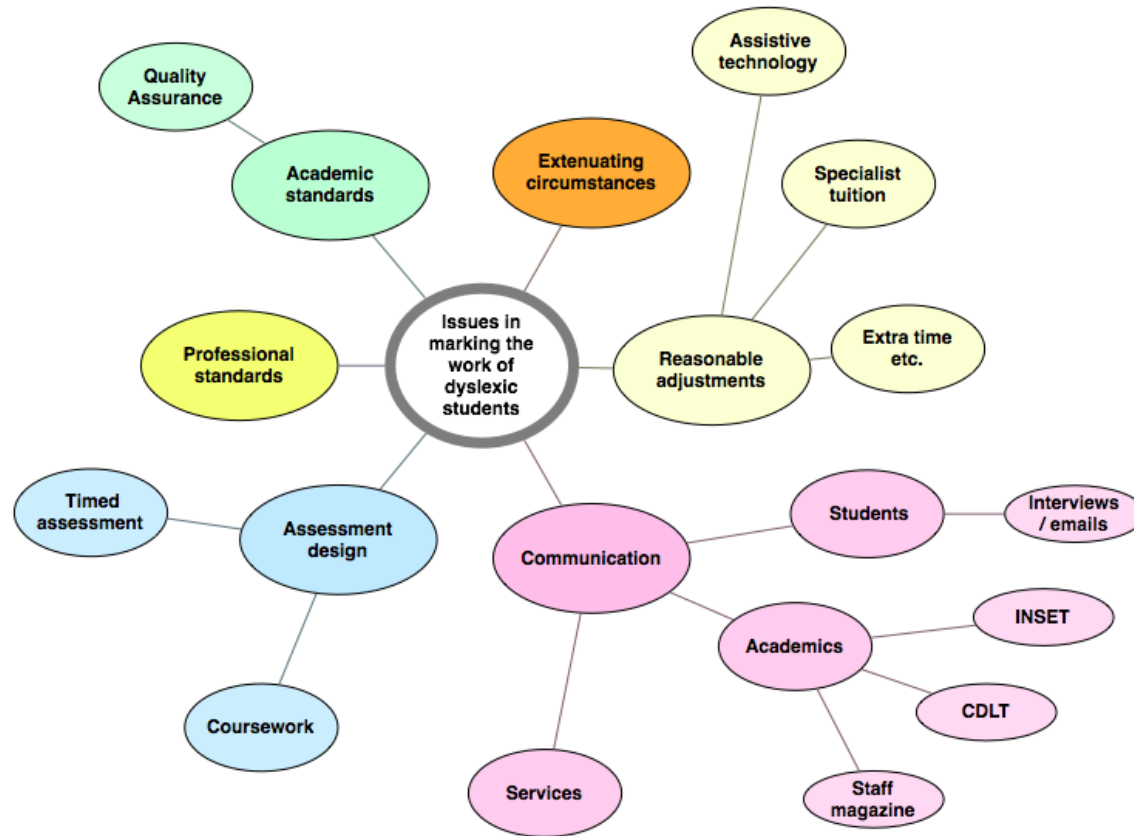 Assistive
technology
Quality
Assurance
Extenuating
circumstances
Academic
standards
Specialist
tuition
Issues in
marking the
work of
dyslexic
students
Professional
standards
Reasonable
adjustments
Extra time
etc.
Timed
assessment
Assessment
design
Communication
Students
Interviews
/ emails
INSET
Academics
CDLT
Coursework
Services
Staff
magazine